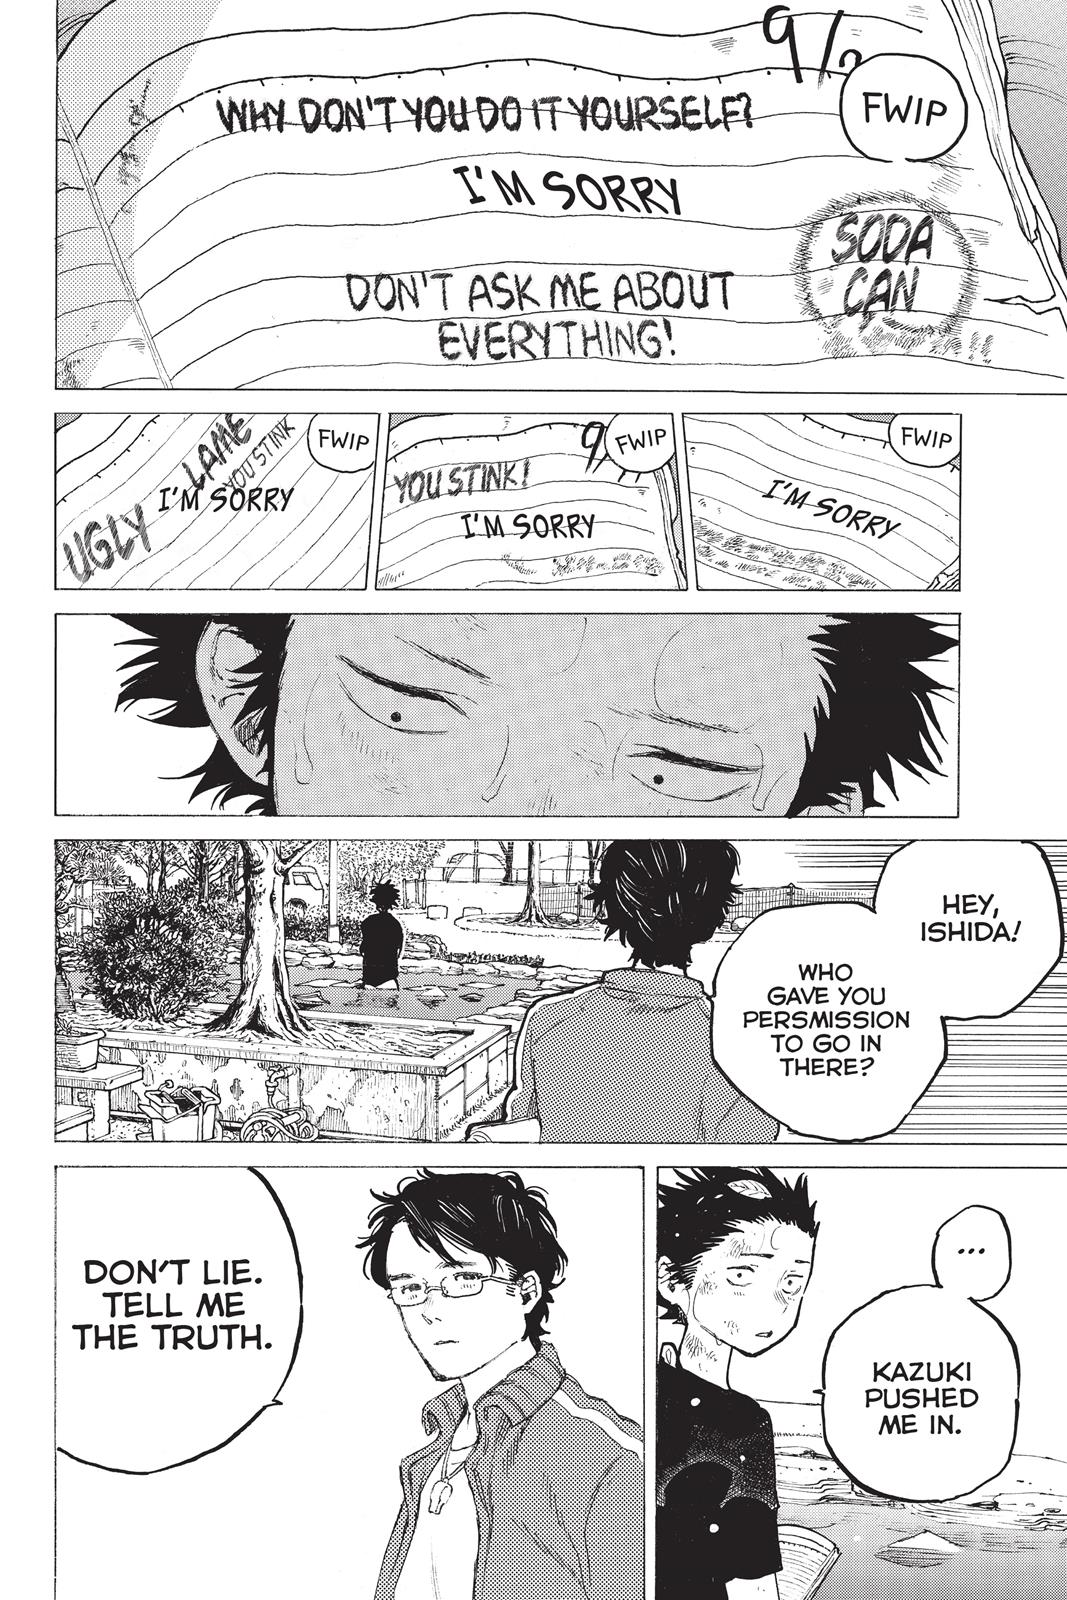 9/2
WHY DON'T YOU DO IT YOURSELF?
FWIP
I'M SORRY
SODA
CAN
DON'T ASK ME ABOUT
EVERYTHING!
FWIP
YOU STINK!
I'M SORRY
FWIP
9/
LAME
YOU STINK
I'M SORRY
UGLY
FWIP
I'M SORRY
HEY,
ISHIDA!
WHO
GAVE YOU
PERSMISSION
TO GO IN
THERE?
...
KAZUKI
PUSHED
ME IN.
DON'T LIE.
TELL ME
THE TRUTH.